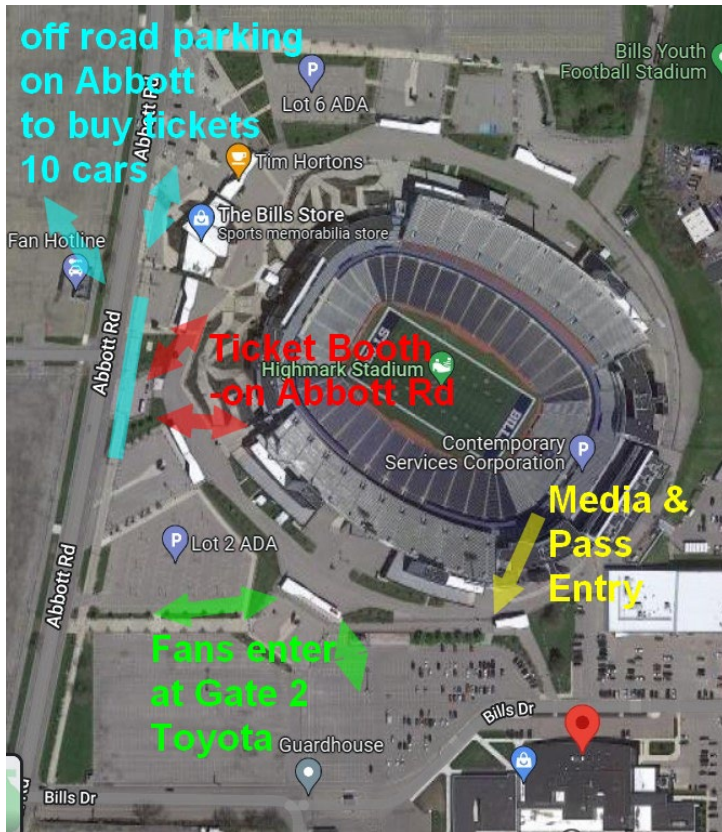 off road parking
on Abbott
to buy tickets
10 cars
Bills Youth
Football Stadium
P
Lot 6 ADA
Abbott Rd
Tim Hortons
The Bills Store
Sports memorabilia store
Fan Hotline
Abbott Rd
Ticket Booth
-on Abbott Rd
Highmark Stadium
BILLS
Contemporary
Services Corporation
P
Media &
Pass
Entry
P
Lot 2 ADA
Abbott Rd
Fans enter
at Gate 2
Toyota
Guardhouse
Bills Dr
Bills Dr